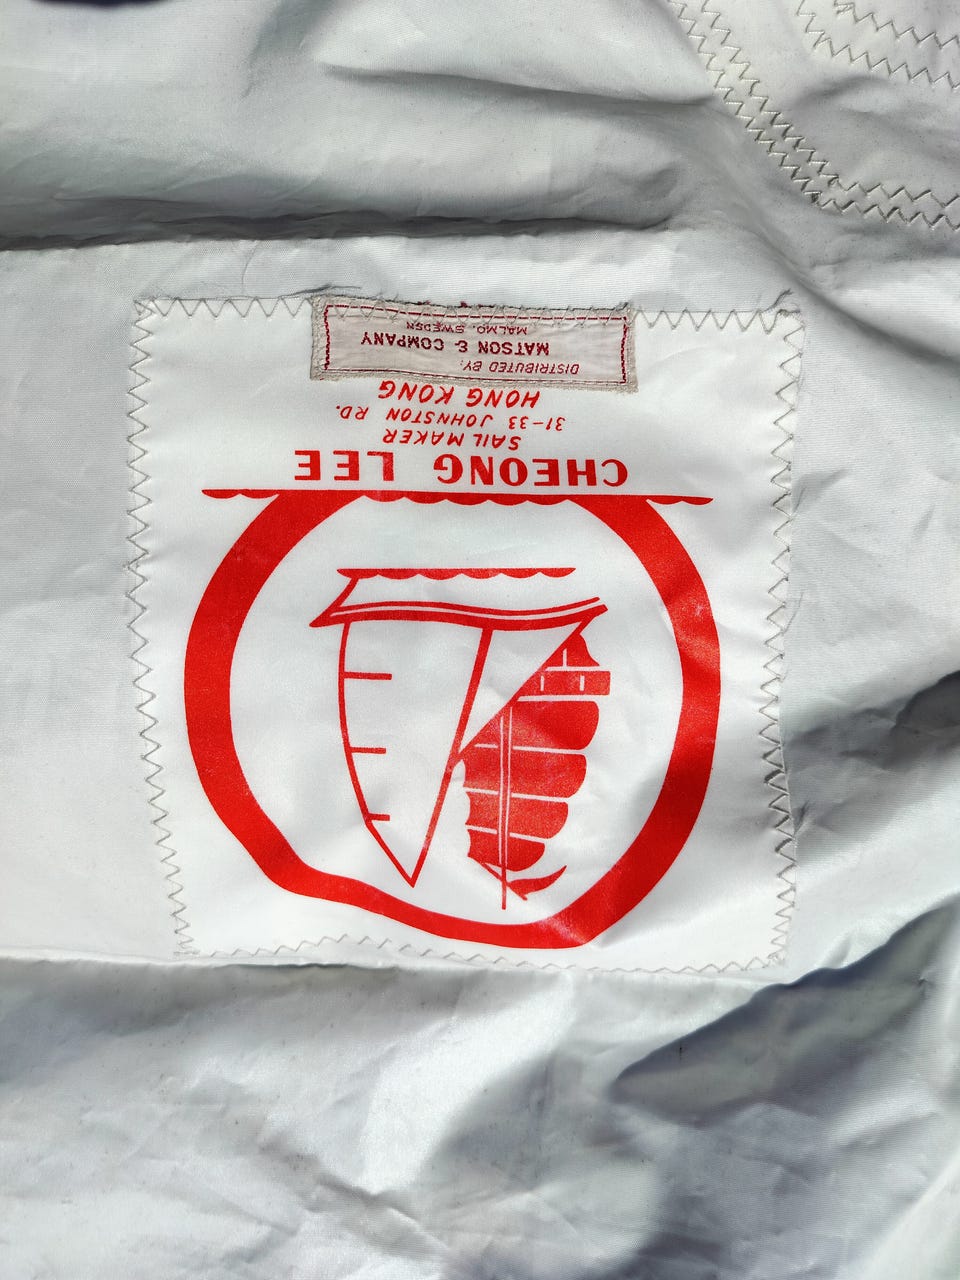 CHEONG LEE
SAIL MAKER
31-33 JOHNSTON RD.
HONG KONG
DISTRIBUTED BY:
MATSON & COMPANY
MALMO, SWEDEN